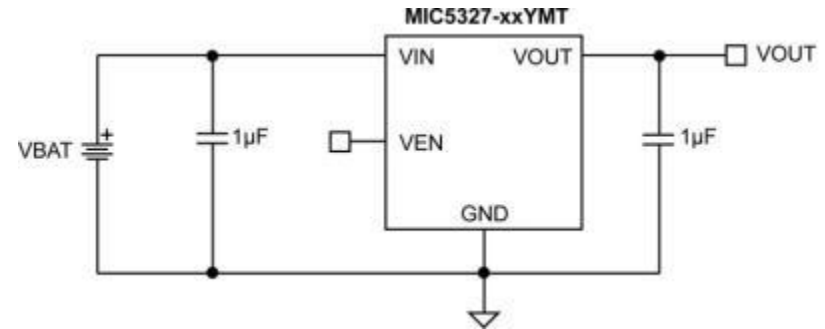 MIC5327-xxYMT
VIN
VOUT
VOUT
VBAT
+
1µF
VEN
1µF
GND